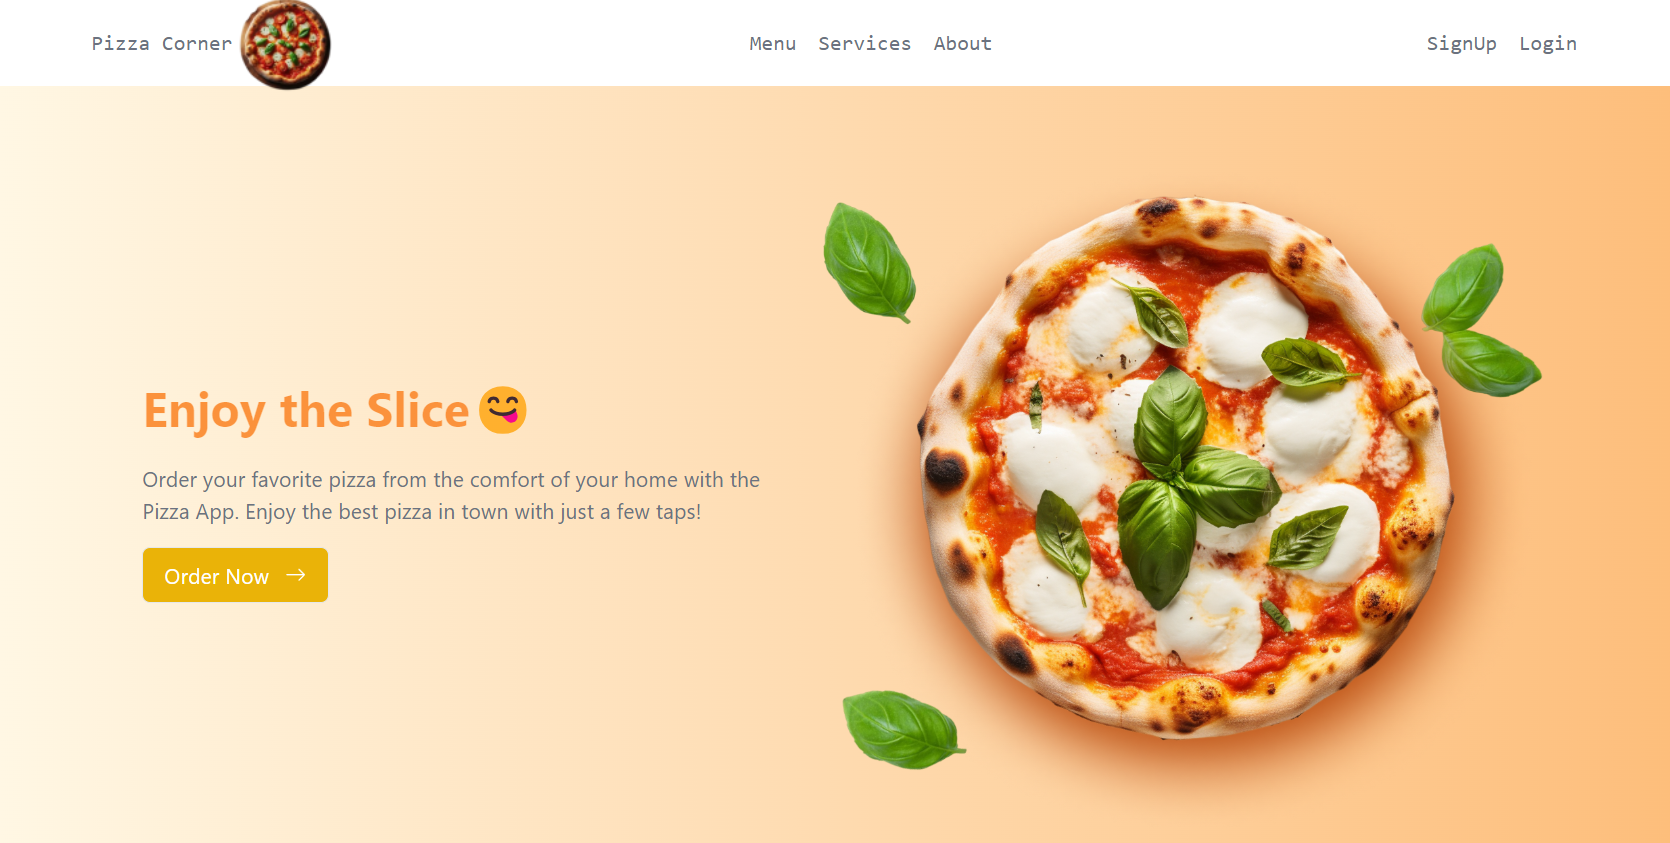 Pizza Corner
Menu Services About
SignUp Login
Enjoy the Slice 😋
Order your favorite pizza from the comfort of your home with the
Pizza App. Enjoy the best pizza in town with just a few taps!
Order Now →